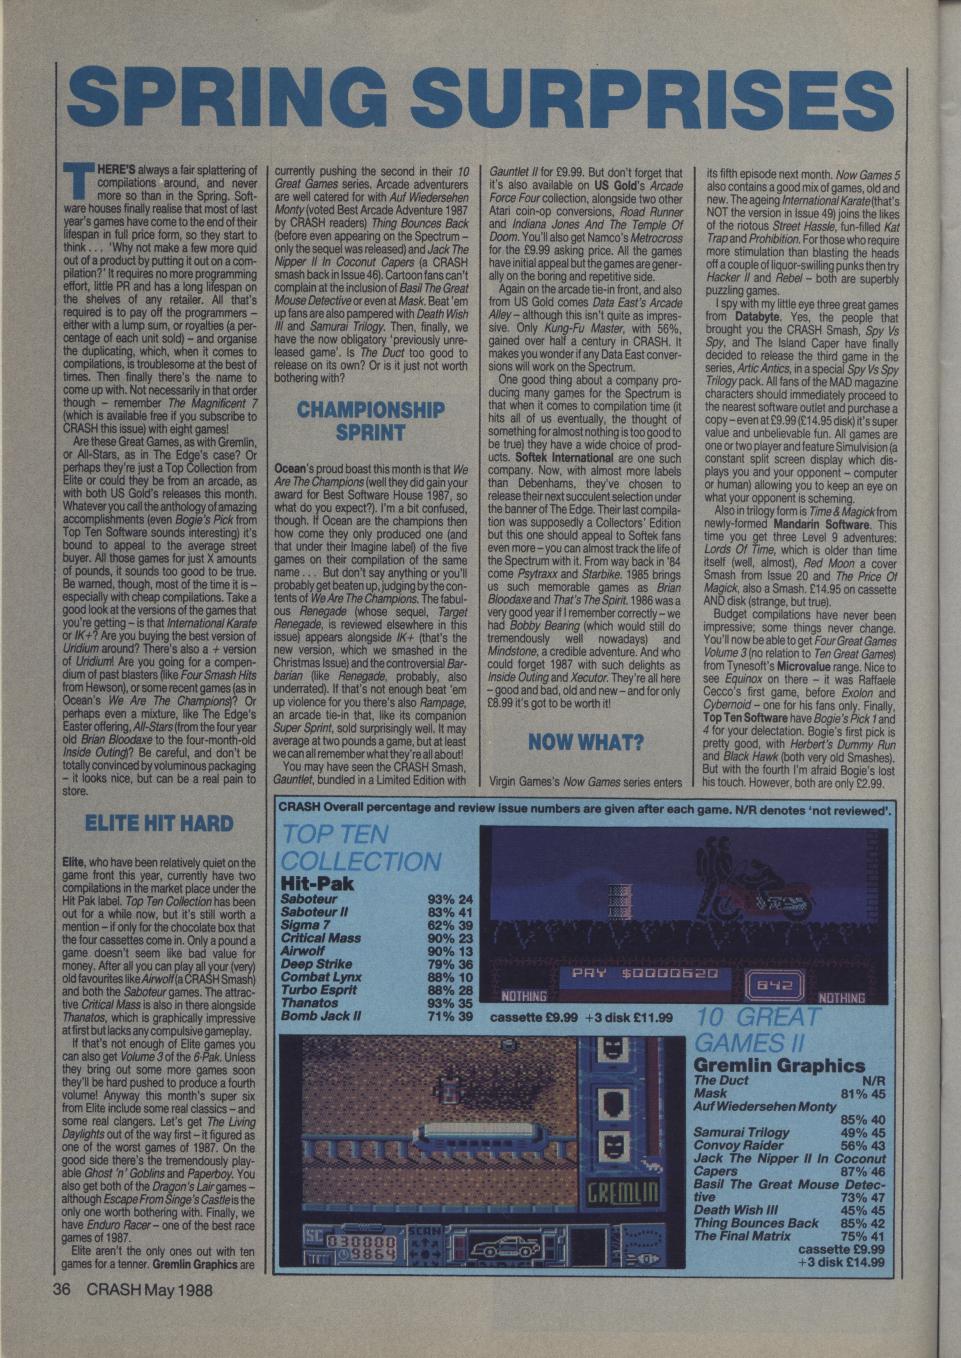 SPRING SURPRISES
THERE'S always a fair splattering of
compilations around, and never
more so than in the Spring. Soft-
ware houses finally realise that most of last
year's games have come to the end of their
lifespan in full price form, so they start to
think . . . 'Why not make a few more quid
out of a product by putting it out on a com-
pilation?' It requires no more programming
effort, little PR and has a long lifespan on
the shelves of any retailer. All that's
required is to pay off the programmers –
either with a lump sum, or royalties (a per-
centage of each unit sold) – and organise
the duplicating, which, when it comes to
compilations, is troublesome at the best of
times. Then finally there's the name to
come up with. Not necessarily in that order
though – remember The Magnificent 7
(which is available free if you subscribe to
CRASH this issue) with eight games!
Are these Great Games, as with Gremlin,
or All-Stars, as in The Edge's case? Or
perhaps they're just a Top Collection from
Elite or could they be from an arcade, as
with both US Gold's releases this month.
Whatever you call the anthology of amazing
accomplishments (even Bogie's Pick from
Top Ten Software sounds interesting) it's
bound to appeal to the average street
buyer. All those games for just X amounts
of pounds, it sounds too good to be true.
Be warned, though, most of the time it is –
especially with cheap compilations. Take a
good look at the versions of the games that
you're getting – is that International Karate
or IK+? Are you buying the best version of
Uridium around? There's also a + version
of Uridium! Are you going for a compen-
dium of past blasters (like Four Smash Hits
from Hewson), or some recent games (as in
Ocean's We Are The Champions)? Or
perhaps even a mixture, like The Edge's
Easter offering, All-Stars (from the four year
old Brian Bloodaxe to the four-month-old
Inside Outing)? Be careful, and don't be
totally convinced by voluminous packaging
– it looks nice, but can be a real pain to
store.
ELITE HIT HARD
Elite, who have been relatively quiet on the
game front this year, currently have two
compilations in the market place under the
Hit Pak label. Top Ten Collection has been
out for a while now, but it's still worth a
mention – if only for the chocolate box that
the four cassettes come in. Only a pound a
game doesn't seem like bad value for
money. After all you can play all your (very)
old favourites like Airwolf (a CRASH Smash)
and both the Saboteur games. The attrac-
tive Critical Mass is also in there alongside
Thanatos, which is graphically impressive
at first but lacks any compulsive gameplay.
If that's not enough of Elite games you
can also get Volume 3 of the 6-Pak. Unless
they bring out some more games soon
they'll be hard pushed to produce a fourth
volume! Anyway this month's super six
from Elite include some real classics – and
some real clangers. Let's get The Living
Daylights out of the way first – it figured as
one of the worst games of 1987. On the
good side there's the tremendously play-
able Ghost 'n' Goblins and Paperboy. You
also get both of the Dragon's Lair games –
although Escape From Singe's Castle is the
only one worth bothering with. Finally, we
have Enduro Racer – one of the best race
games of 1987.
Elite aren't the only ones out with ten
games for a tenner. Gremlin Graphics are
currently pushing the second in their 10
Great Games series. Arcade adventurers
are well catered for with Auf Wiedersehen
Monty (voted Best Arcade Adventure 1987
by CRASH readers) Thing Bounces Back
(before even appearing on the Spectrum –
only the sequel was released) and Jack The
Nipper II In Coconut Capers (a CRASH
smash back in Issue 46). Cartoon fans can't
complain at the inclusion of Basil The Great
Mouse Detective or even at Mask. Beat 'em
up fans are also pampered with Death Wish
III and Samurai Trilogy. Then, finally, we
have the now obligatory 'previously unre-
leased game'. Is The Duct too good to
release on its own? Or is it just not worth
bothering with?
CHAMPIONSHIP
SPRINT
Ocean's proud boast this month is that We
Are The Champions (well they did gain your
award for Best Software House 1987, so
what do you expect?). I'm a bit confused,
though. If Ocean are the champions then
how come they only produced one (and
that under their Imagine label) of the five
games on their compilation of the same
name . . . But don't say anything or you'll
probably get beaten up, judging by the con-
tents of We Are The Champions. The fabul-
ous Renegade (whose sequel, Target
Renegade, is reviewed elsewhere in this
issue) appears alongside IK+ (that's the
new version, which we smashed in the
Christmas Issue) and the controversial Bar-
barian (like Renegade, probably, also
underrated). If that's not enough beat 'em
up violence for you there's also Rampage,
an arcade tie-in that, like its companion
Super Sprint, sold surprisingly well. It may
average at two pounds a game, but at least
we can all remember what they're all about!
You may have seen the CRASH Smash,
Gauntlet, bundled in a Limited Edition with
Gauntlet II for £9.99. But don't forget that
it's also available on US Gold's Arcade
Force Four collection, alongside two other
Atari coin-op conversions, Road Runner
and Indiana Jones And The Temple Of
Doom. You'll also get Namco's Metrocross
for the £9.99 asking price. All the games
have initial appeal but the games are gener-
ally on the boring and repetitive side.
Again on the arcade tie-in front, and also
from US Gold comes Data East's Arcade
Alley – although this isn't quite as impres-
sive. Only Kung-Fu Master, with 56%,
gained over half a century in CRASH. It
makes you wonder if any Data East conver-
sions will work on the Spectrum.
One good thing about a company pro-
ducing many games for the Spectrum is
that when it comes to compilation time (it
hits all of us eventually, the thought of
something for almost nothing is too good to
be true) they have a wide choice of prod-
ucts. Softek International are one such
company. Now, with almost more labels
than Debenhams, they've chosen to
release their next succulent selection under
the banner of The Edge. Their last compila-
tion was supposedly a Collectors' Edition
but this one should appeal to Softek fans
even more – you can almost track the life of
the Spectrum with it. From way back in '84
come Psytraxx and Starbike. 1985 brings
us such memorable games as Brian
Bloodaxe and That's The Spirit. 1986 was a
very good year if I remember correctly – we
had Bobby Bearing (which would still do
tremendously well nowadays) and
Mindstone, a credible adventure. And who
could forget 1987 with such delights as
Inside Outing and Xecutor. They're all here
– good and bad, old and new – and for only
£8.99 it's got to be worth it!
NOW WHAT?
Virgin Games's Now Games series enters
its fifth episode next month. Now Games 5
also contains a good mix of games, old and
new. The ageing International Karate (that's
NOT the version in Issue 49) joins the likes
of the riotous Street Hassle, fun-filled Kat
Trap and Prohibition. For those who require
more stimulation than blasting the heads
off a couple of liquor-swilling punks then try
Hacker II and Rebel – both are superbly
puzzling games.
I spy with my little eye three great games
from Databyte. Yes, the people that
brought you the CRASH Smash, Spy Vs
Spy, and The Island Caper have finally
decided to release the third game in the
series, Artic Antics, in a special Spy Vs Spy
Trilogy pack. All fans of the MAD magazine
characters should immediately proceed to
the nearest software outlet and purchase a
copy – even at £9.99 (£14.95 disk) it's super
value and unbelievable fun. All games are
one or two player and feature Simulvision (a
constant split screen display which dis-
plays you and your opponent – computer
or human) allowing you to keep an eye on
what your opponent is scheming.
Also in trilogy form is Time & Magick from
newly-formed Mandarin Software. This
time you get three Level 9 adventures:
Lords Of Time, which is older than time
itself (well, almost), Red Moon a cover
Smash from Issue 20 and The Price Of
Magick, also a Smash. £14.95 on cassette
AND disk (strange, but true).
Budget compilations have never been
impressive; some things never change.
You'll now be able to get Four Great Games
Volume 3 (no relation to Ten Great Games)
from Tynesoft's Microvalue range. Nice to
see Equinox on there – it was Raffaele
Cecco's first game, before Exolon and
Cybernoid – one for his fans only. Finally,
Top Ten Software have Bogie's Pick 1 and
4 for your delectation. Bogie's first pick is
pretty good, with Herbert's Dummy Run
and Black Hawk (both very old Smashes).
But with the fourth I'm afraid Bogie's lost
his touch. However, both are only £2.99.
CRASH Overall percentage and review issue numbers are given after each game. N/R denotes 'not reviewed'.
TOP TEN
COLLECTION
Hit-Pak
Saboteur 93% 24
Saboteur II 83% 41
Sigma 7 62% 39
Critical Mass 90% 23
Airwolf 90% 13
Deep Strike 79% 36
Combat Lynx 88% 10
Turbo Esprit 88% 28
Thanatos 93% 35
Bomb Jack II 71% 39
cassette £9.99 +3 disk £11.99
PAY $0000620
842
NOTHING
NOTHING
10 GREAT
GAMES II
Gremlin Graphics
The Duct N/R
Mask 81% 45
Auf Wiedersehen Monty
85% 40
Samurai Trilogy 49% 45
Convoy Raider 56% 43
Jack The Nipper II In Coconut
Capers 87% 46
Basil The Great Mouse Detec-
tive 73% 47
Death Wish III 45% 45
Thing Bounces Back 85% 42
The Final Matrix 75% 41
cassette £9.99
+3 disk £14.99
GREMLIN
SC 030000
9864
SCAN
36 CRASH May 1988